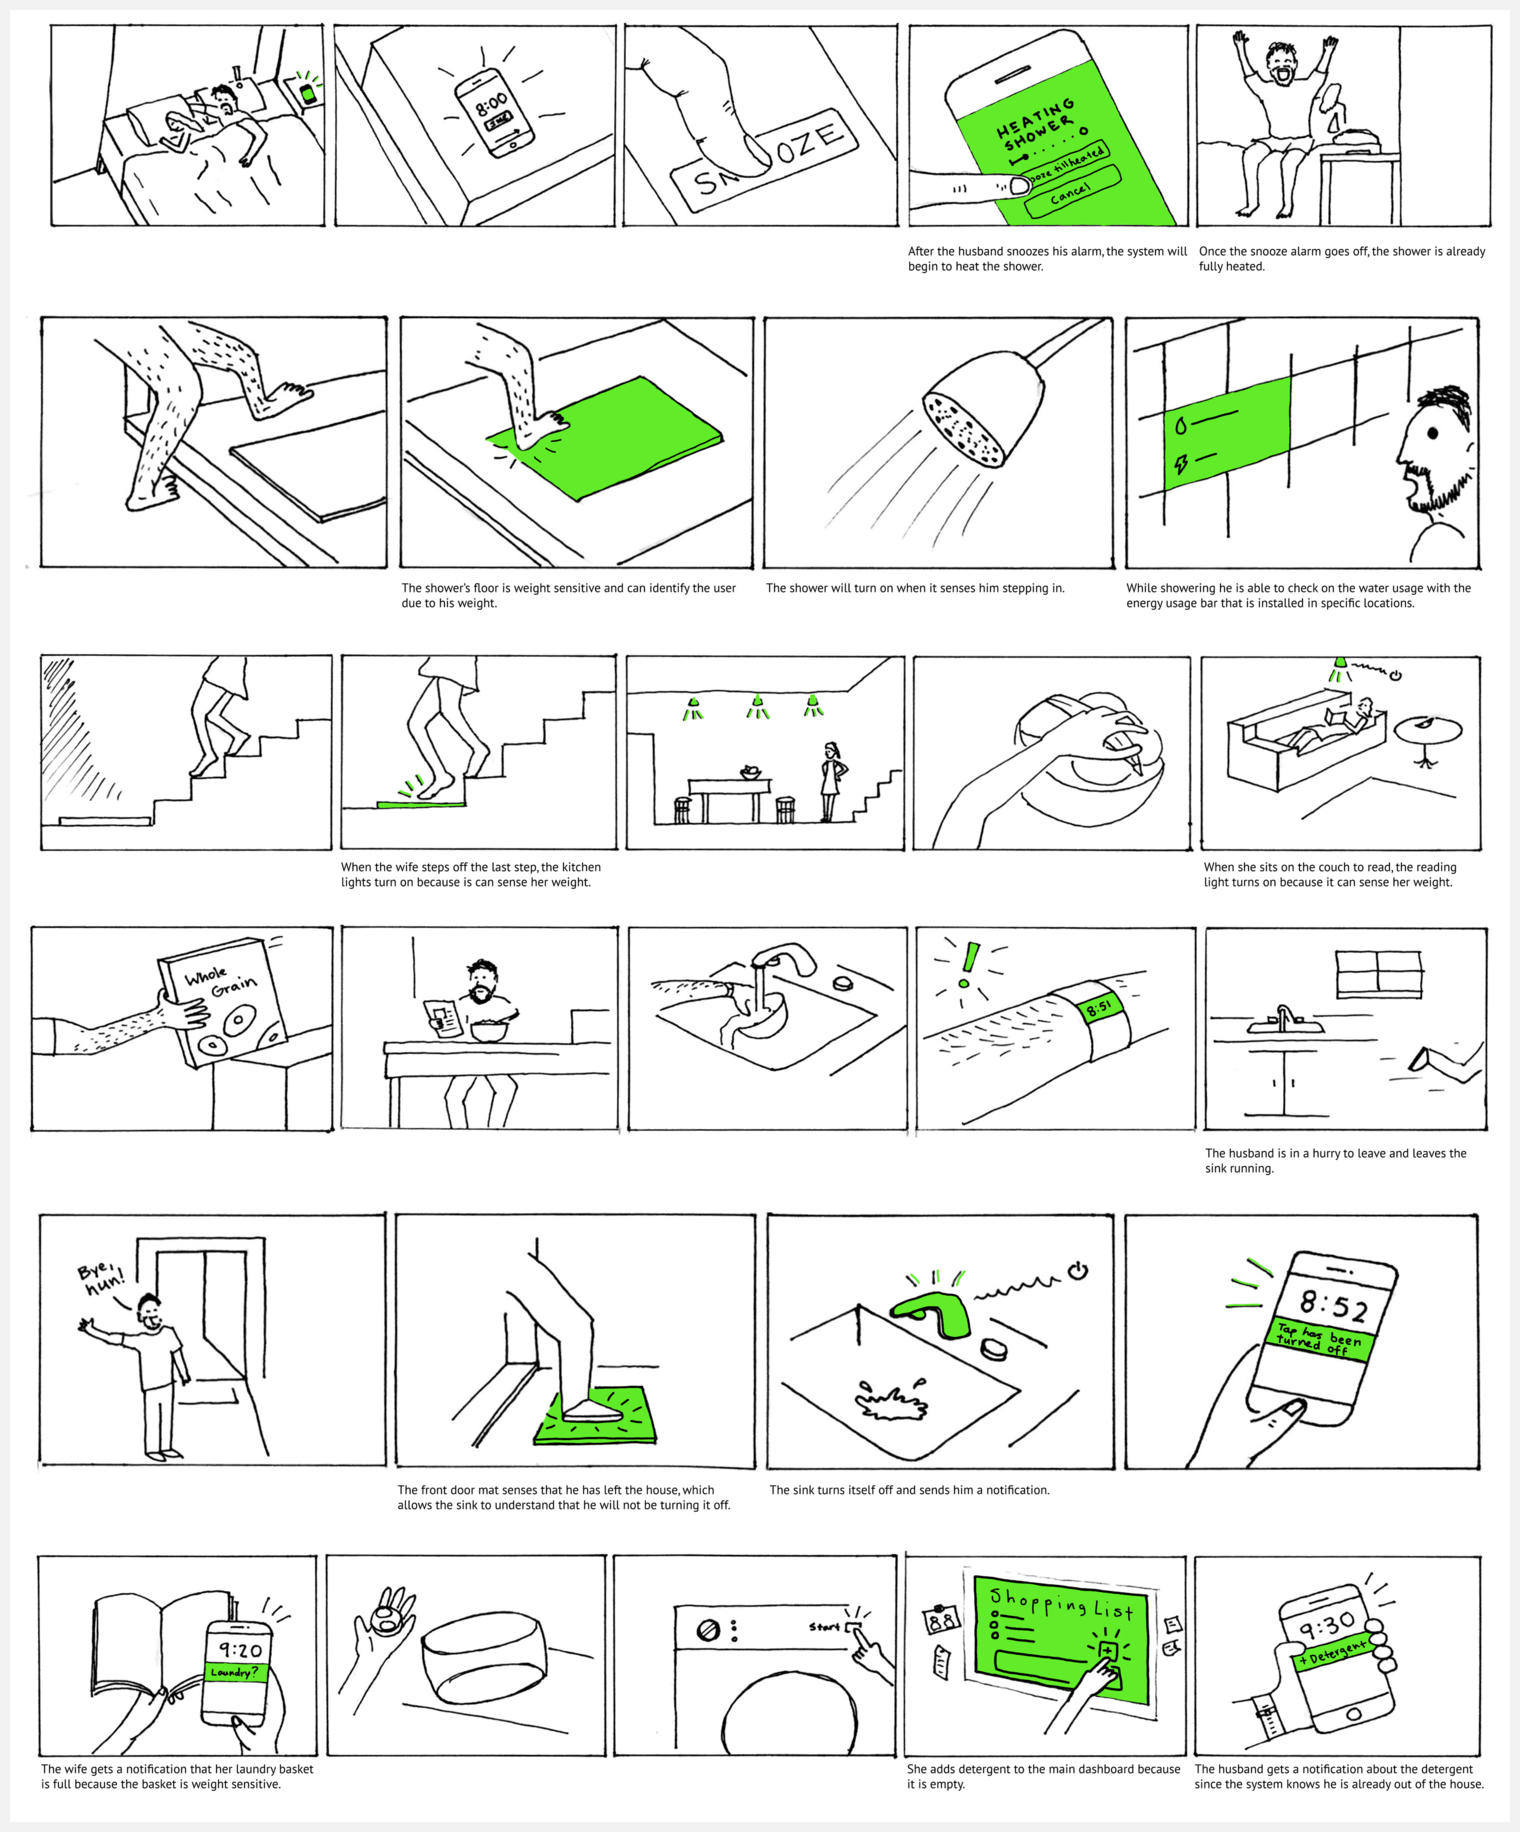 8:00
SNOOZE
HEATING
SHOWER
ooze till heated
Cancel
After the husband snoozes his alarm, the system will
begin to heat the shower.
Once the snooze alarm goes off, the shower is already
fully heated.
The shower's floor is weight sensitive and can identify the user
due to his weight.
The shower will turn on when it senses him stepping in.
While showering he is able to check on the water usage with the
energy usage bar that is installed in specific locations.
When the wife steps off the last step, the kitchen
lights turn on because is can sense her weight.
When she sits on the couch to read, the reading
light turns on because it can sense her weight.
Whole
Grain
8:51
The husband is in a hurry to leave and leaves the
sink running.
Bye,
hun!
8:52
Tap has been
turned off
The front door mat senses that he has left the house, which
allows the sink to understand that he will not be turning it off.
The sink turns itself off and sends him a notification.
9:20
Laundry?
Start
Shopping List
+
9:30
+ Detergent
The wife gets a notification that her laundry basket
is full because the basket is weight sensitive.
She adds detergent to the main dashboard because
it is empty.
The husband gets a notification about the detergent
since the system knows he is already out of the house.